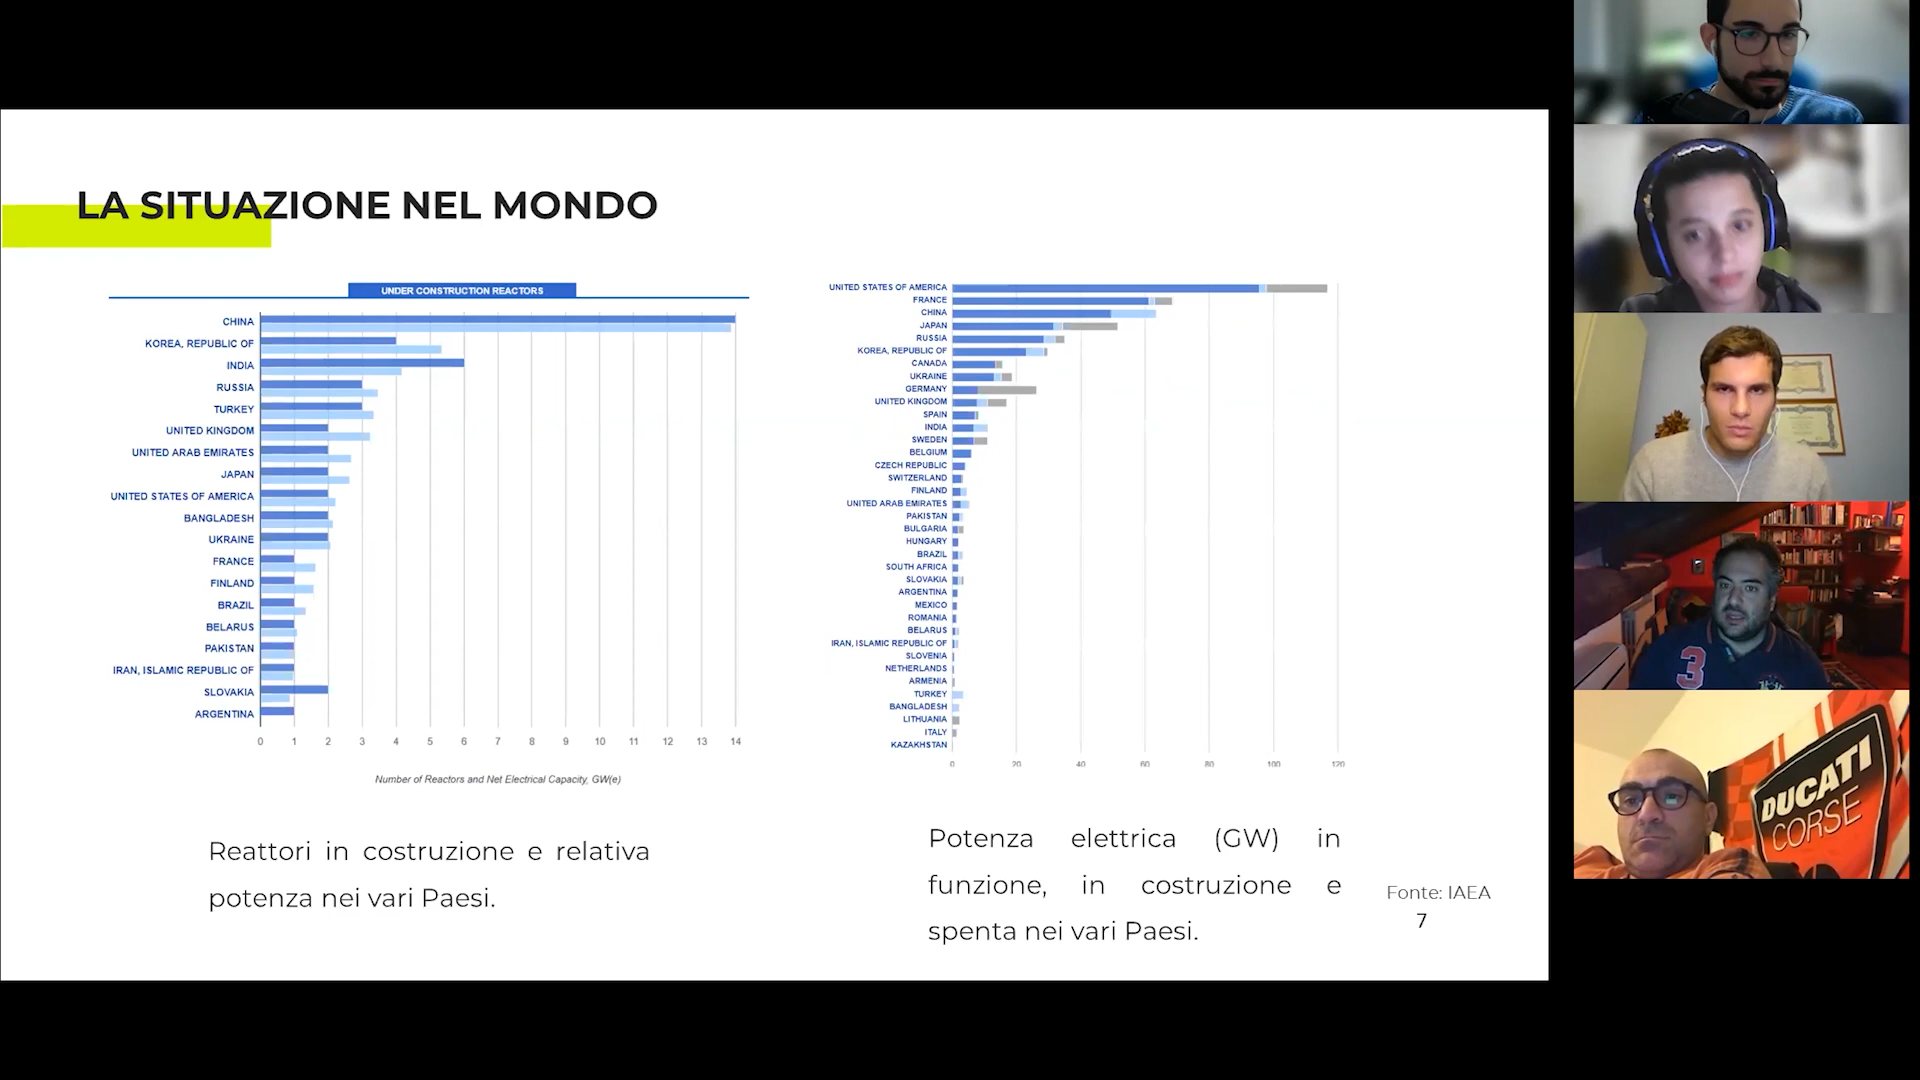 LA SITUAZIONE NEL MONDO
UNDER CONSTRUCTION REACTORS
CHINA
KOREA, REPUBLIC OF
INDIA
RUSSIA
TURKEY
UNITED KINGDOM
UNITED ARAB EMIRATES
JAPAN
UNITED STATES OF AMERICA
BANGLADESH
UKRAINE
FRANCE
FINLAND
BRAZIL
BELARUS
PAKISTAN
IRAN, ISLAMIC REPUBLIC OF
SLOVAKIA
ARGENTINA
0 1 2 3 4 5 6 7 8 9 10 11 12 13 14
Number of Reactors and Net Electrical Capacity, GW(e)
Reattori in costruzione e relativa
potenza nei vari Paesi.
UNITED STATES OF AMERICA
FRANCE
CHINA
JAPAN
RUSSIA
KOREA, REPUBLIC OF
CANADA
UKRAINE
GERMANY
UNITED KINGDOM
SPAIN
INDIA
SWEDEN
BELGIUM
CZECH REPUBLIC
SWITZERLAND
FINLAND
UNITED ARAB EMIRATES
PAKISTAN
BULGARIA
HUNGARY
BRAZIL
SOUTH AFRICA
SLOVAKIA
ARGENTINA
MEXICO
ROMANIA
BELARUS
IRAN, ISLAMIC REPUBLIC OF
SLOVENIA
NETHERLANDS
ARMENIA
TURKEY
BANGLADESH
LITHUANIA
ITALY
KAZAKHSTAN
0 20 40 60 80 100 120
Potenza elettrica (GW) in
funzione, in costruzione e
spenta nei vari Paesi.
Fonte: IAEA
7
3
DUCATI
CORSE